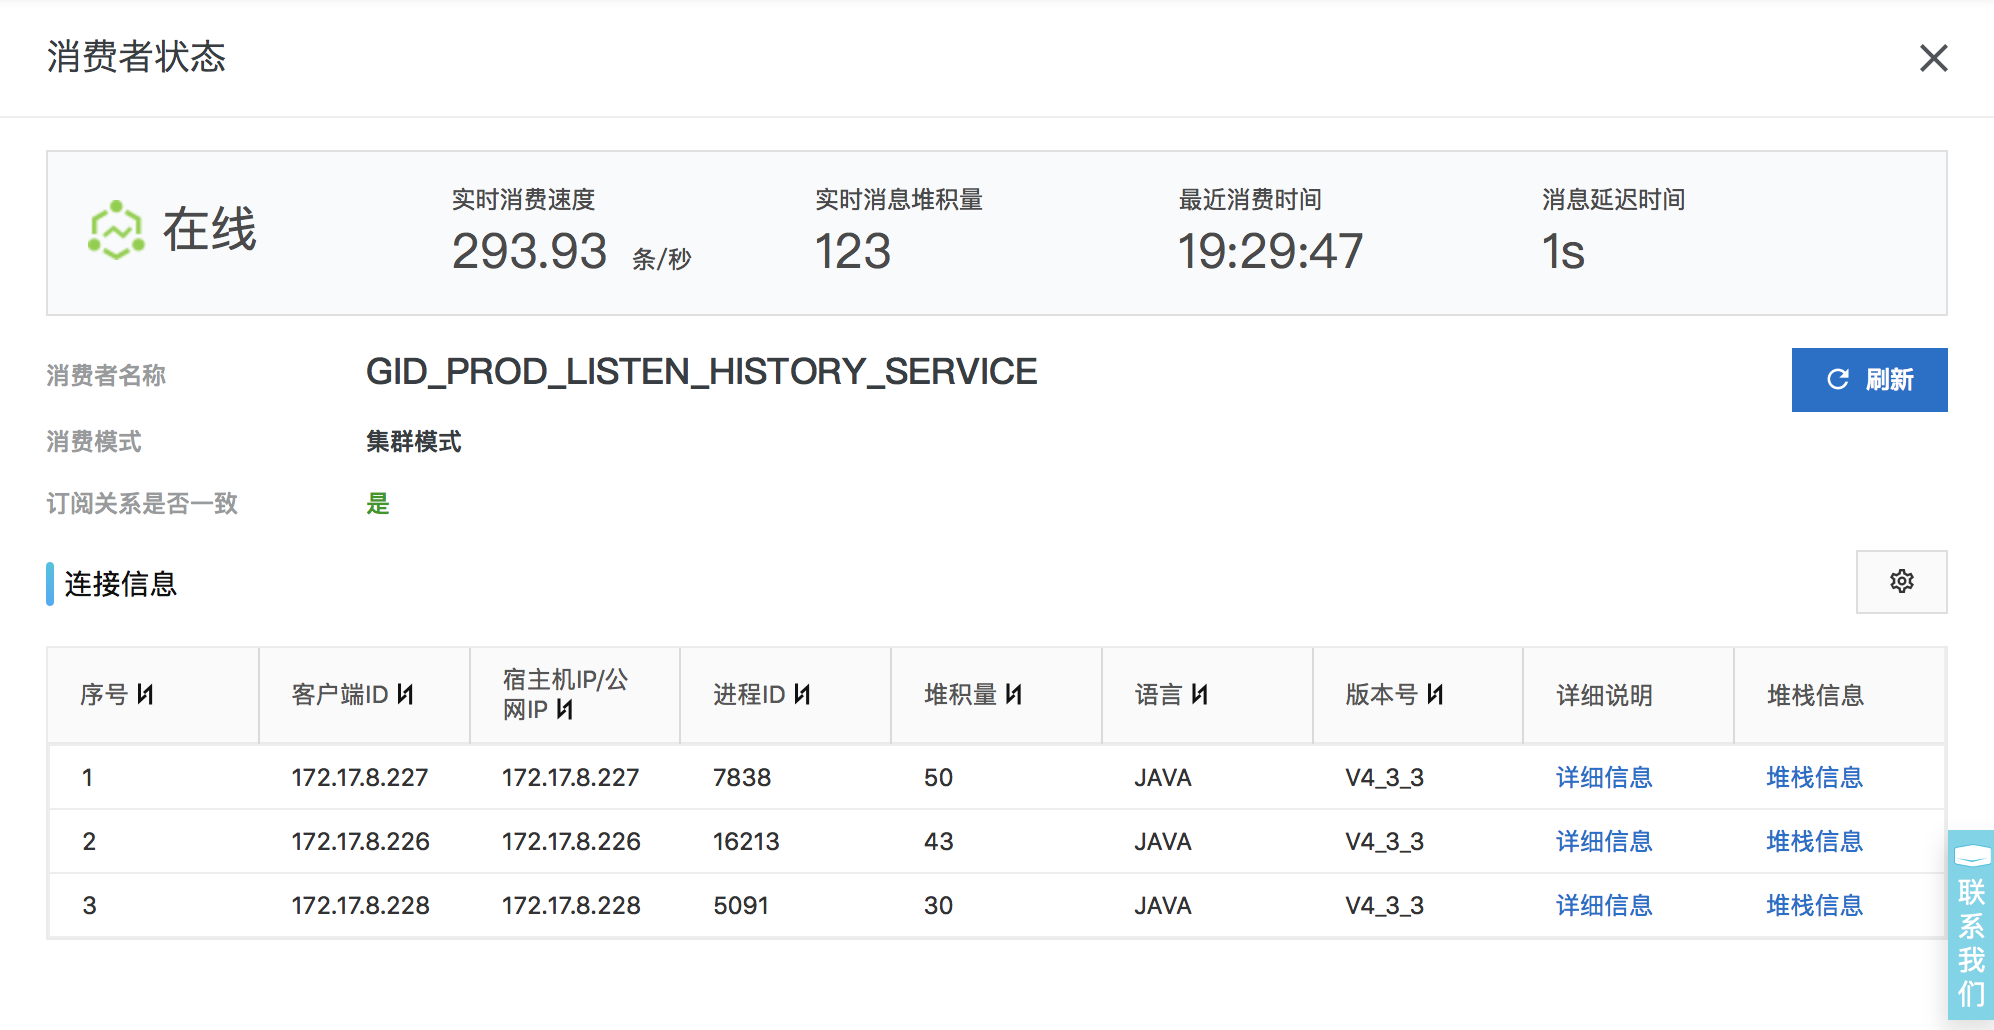 消费者状态
在线
实时消费速度
293.93 条/秒
实时消息堆积量
123
最近消费时间
19:29:47
消息延迟时间
1s
消费者名称 GID_PROD_LISTEN_HISTORY_SERVICE
刷新
消费模式 集群模式
订阅关系是否一致 是
连接信息
序号 客户端ID 宿主机IP/公网IP 进程ID 堆积量 语言 版本号 详细说明 堆栈信息
1 172.17.8.227 172.17.8.227 7838 50 JAVA V4_3_3 详细信息 堆栈信息
2 172.17.8.226 172.17.8.226 16213 43 JAVA V4_3_3 详细信息 堆栈信息
3 172.17.8.228 172.17.8.228 5091 30 JAVA V4_3_3 详细信息 堆栈信息
联系我们